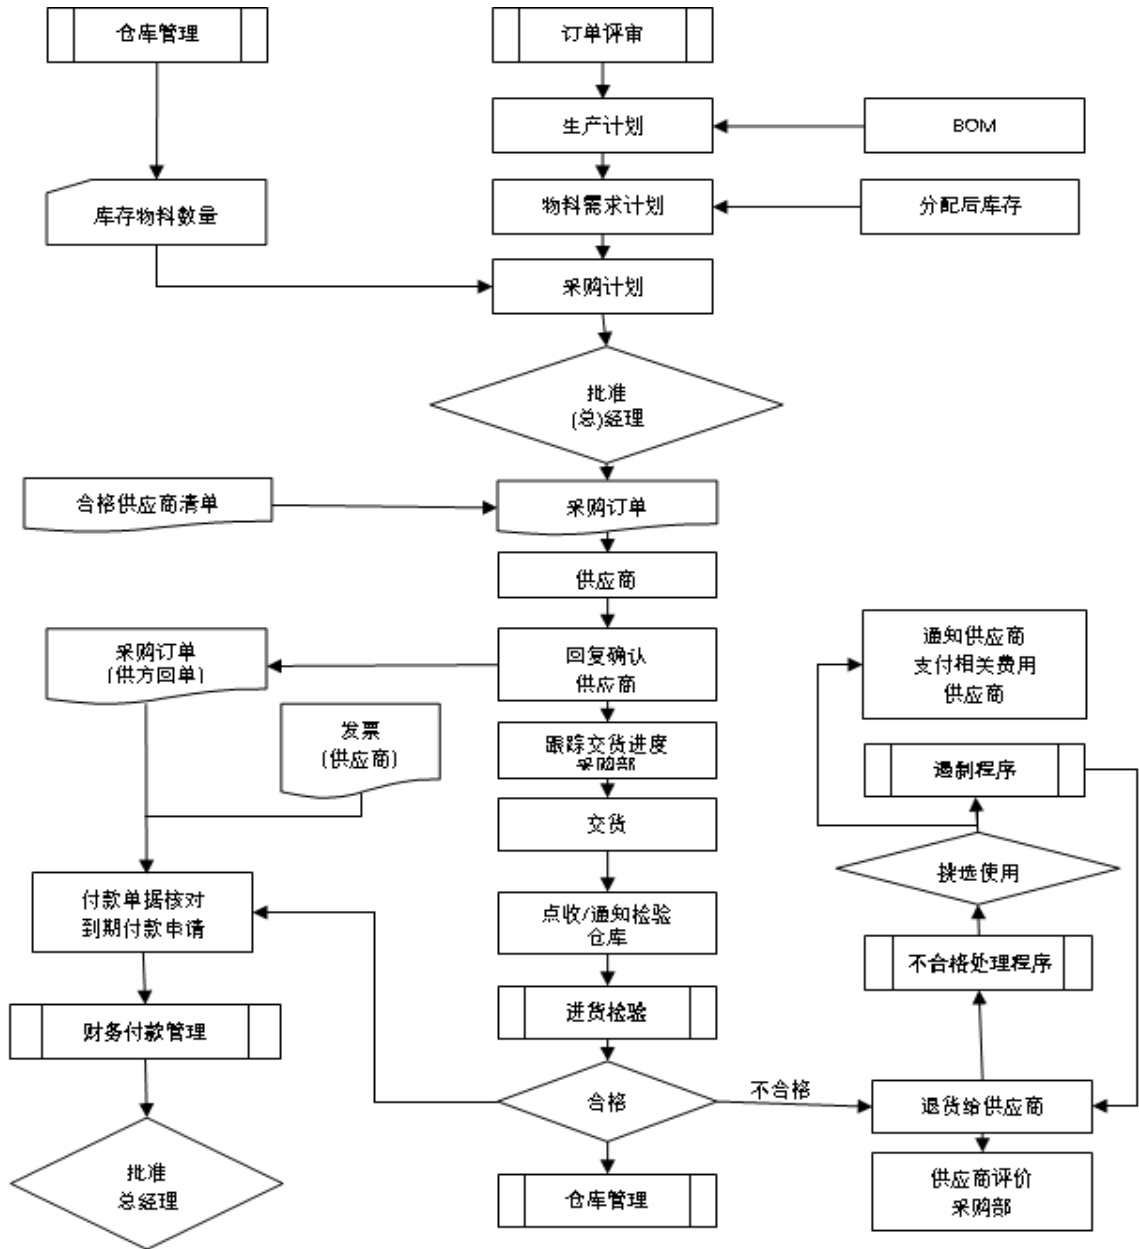 仓库管理
订单评审
生产计划
BOM
库存物料数量
物料需求计划
分配后库存
采购计划
批准
(总)经理
合格供应商清单
采购订单
供应商
采购订单
(供方回单)
回复确认
供应商
通知供应商
支付相关费用
供应商
发票
(供应商)
跟踪交货进度
采购部
遏制程序
交货
挑选使用
付款单据核对
到期付款申请
点收/通知检验
仓库
不合格处理程序
财务付款管理
进货检验
合格
不合格
退货给供应商
批准
总经理
仓库管理
供应商评价
采购部